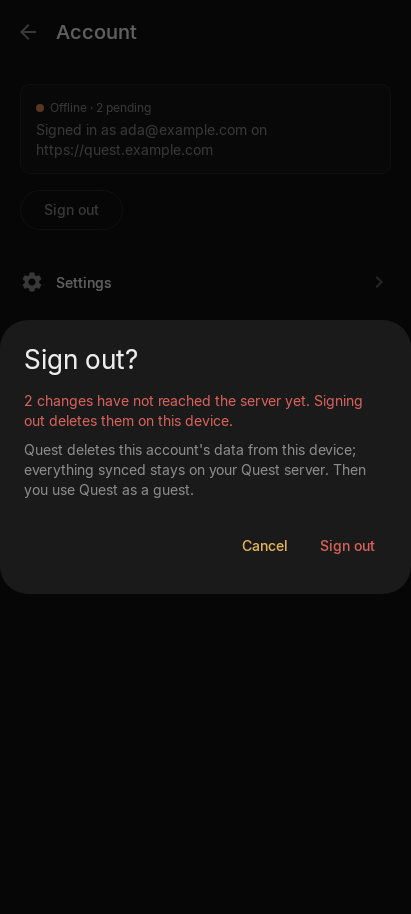 Account
Offline · 2 pending
Signed in as ada@example.com on
https://quest.example.com
Sign out
Settings
Sign out?
2 changes have not reached the server yet. Signing
out deletes them on this device.
Quest deletes this account's data from this device;
everything synced stays on your Quest server. Then
you use Quest as a guest.
Cancel
Sign out